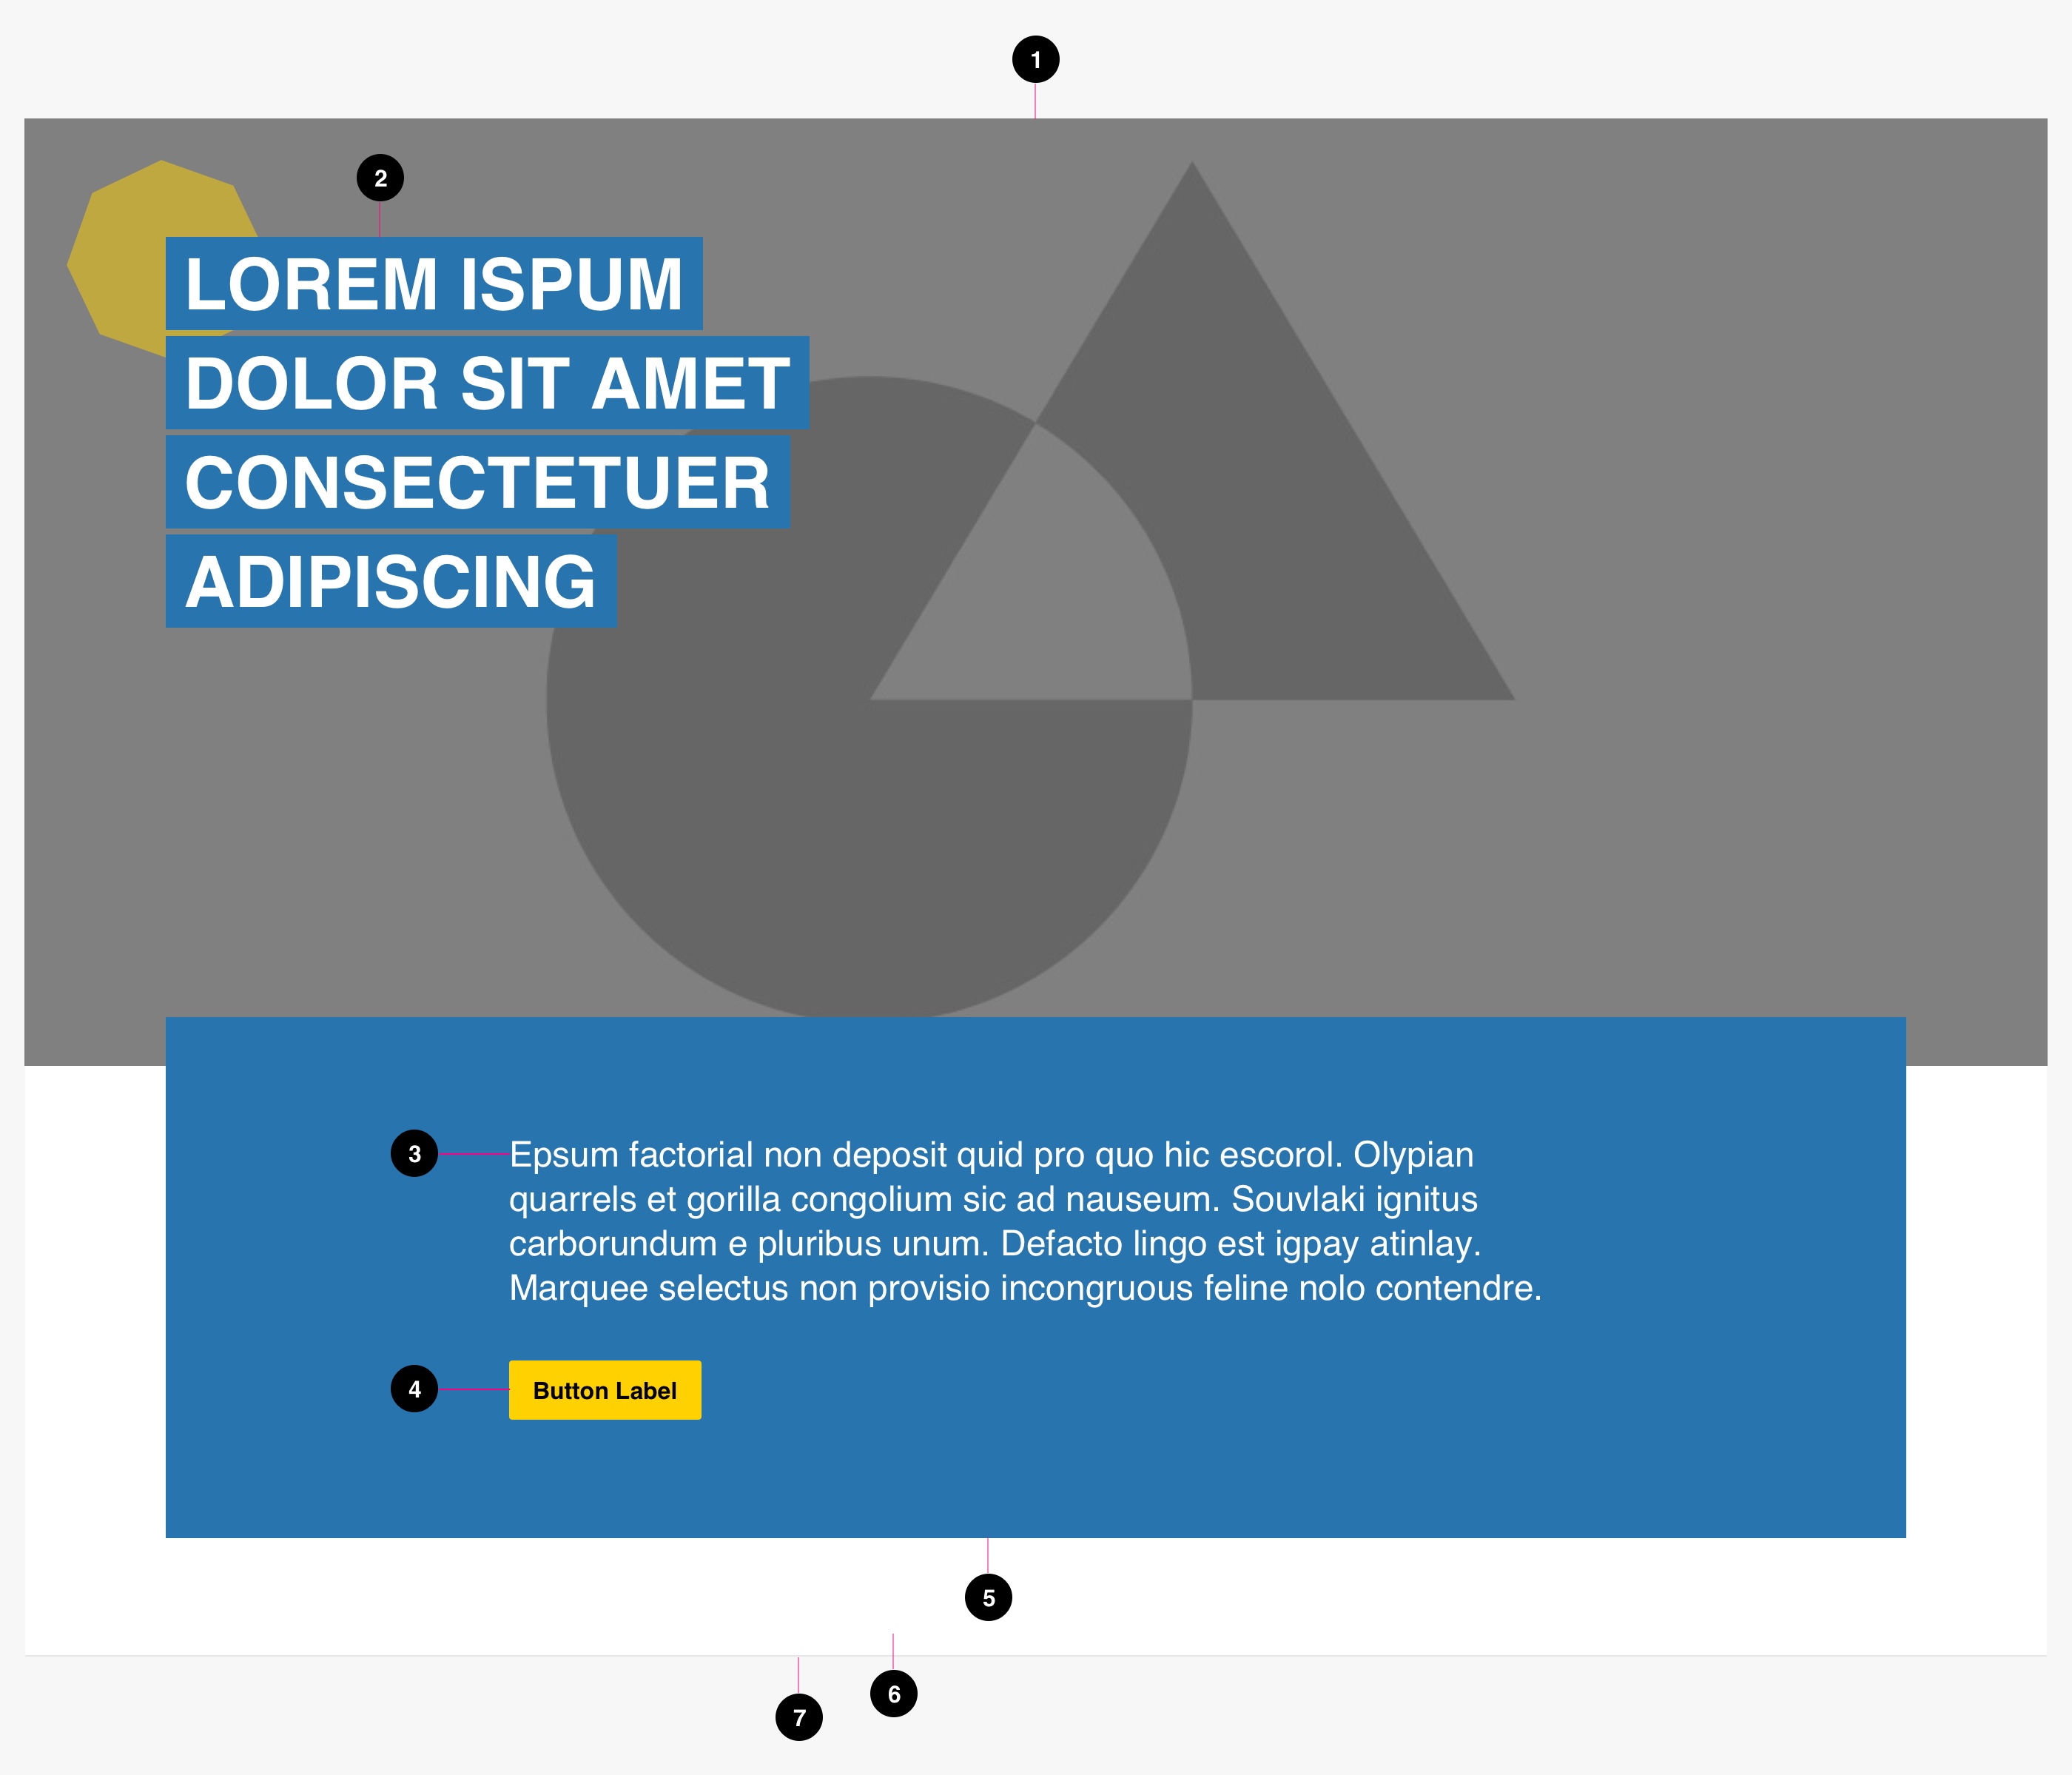 1
2
LOREM ISPUM
DOLOR SIT AMET
CONSECTETUER
ADIPISCING
3
Epsum factorial non deposit quid pro quo hic escorol. Olypian
quarrels et gorilla congolium sic ad nauseum. Souvlaki ignitus
carborundum e pluribus unum. Defacto lingo est igpay atinlay.
Marquee selectus non provisio incongruous feline nolo contendre.
4
Button Label
5
6
7